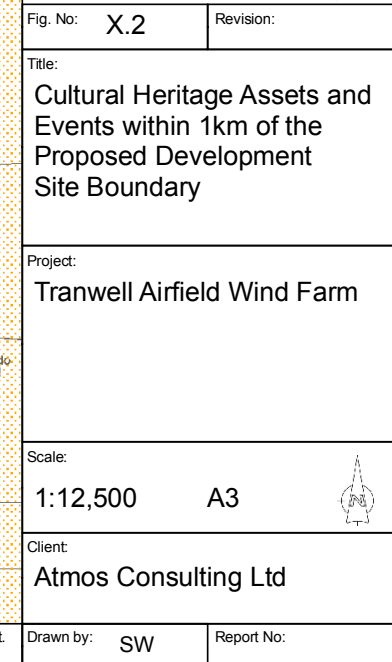 Fig. No: X.2 Revision:
Title:
Cultural Heritage Assets and
Events within 1km of the
Proposed Development
Site Boundary
Project:
Tranwell Airfield Wind Farm
Scale:
1:12,500 A3
N
Client:
Atmos Consulting Ltd
Drawn by: SW Report No: